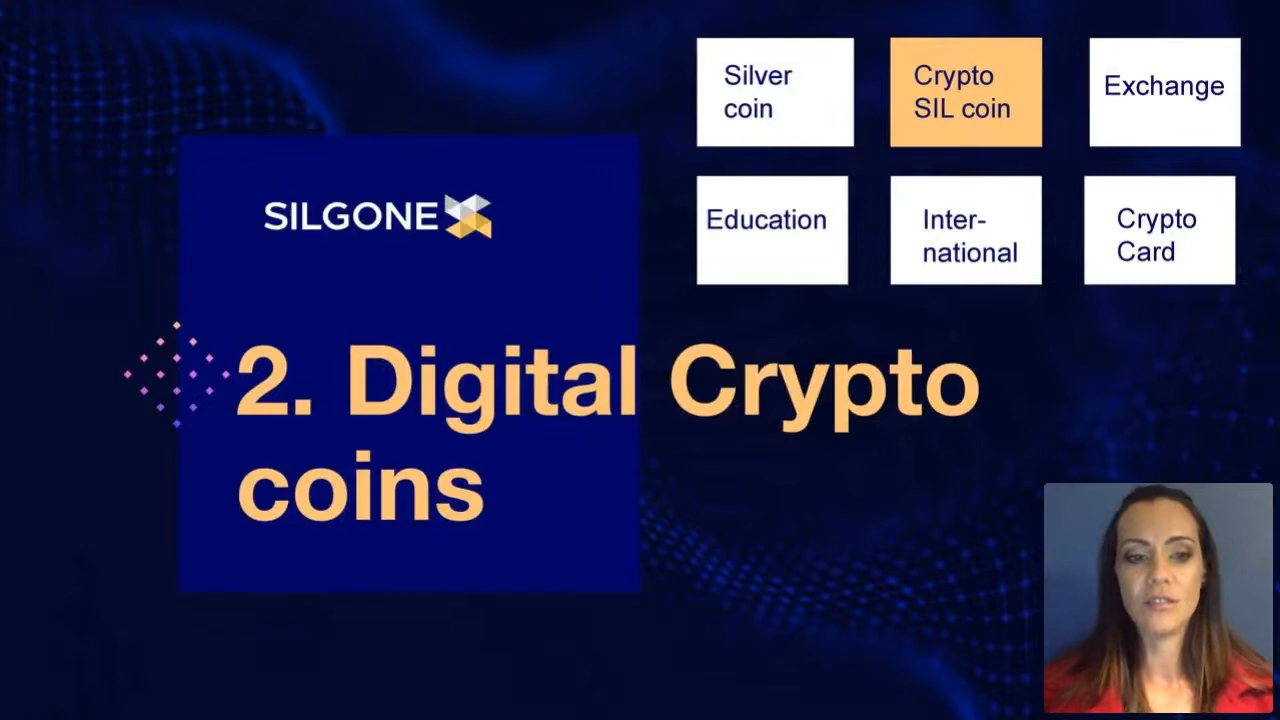 Silver
coin
Crypto
SIL coin
Exchange
Education
Inter-
national
Crypto
Card
SILGONE
2. Digital Crypto
coins